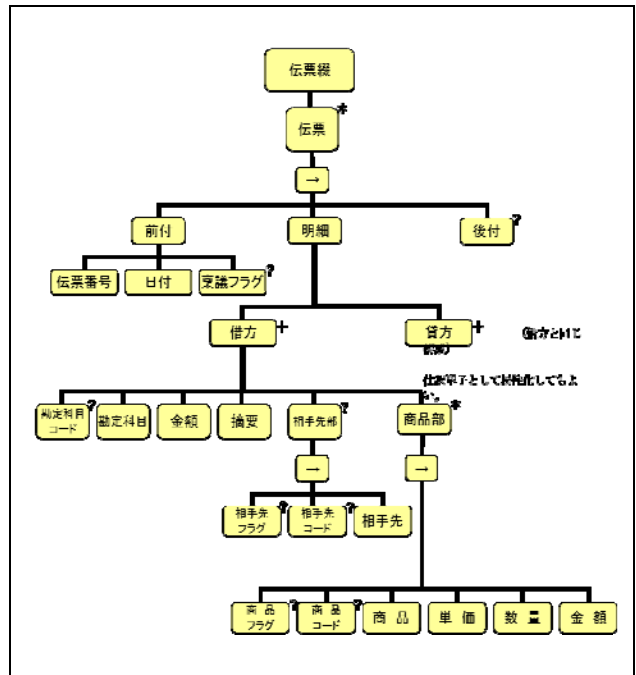 伝票綴
伝票*
→
前付
明細
後付?
伝票番号
日付
稟議フラグ?
借方+
貸方+
勘定科目?
コード
勘定科目
金額
摘要
相手先部?
商品部*
→
→
相手先?
フラグ
相手先?
コード
相手先
商品?
フラグ
商品?
コード
商品
単価
数量
金額